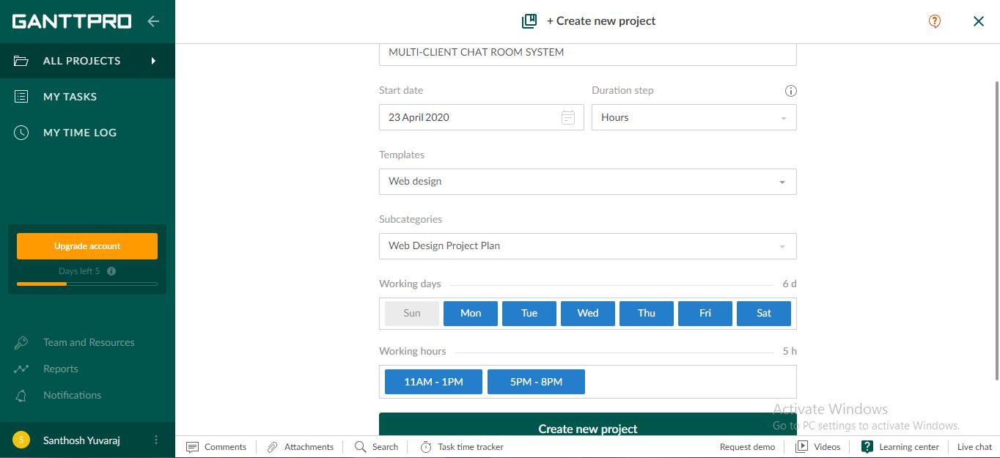 GANTTPRO
ALL PROJECTS
MY TASKS
MY TIME LOG
Upgrade account
Days left 5
Team and Resources
Reports
Notifications
S
Santhosh Yuvaraj
+ Create new project
MULTI-CLIENT CHAT ROOM SYSTEM
Start date Duration step
23 April 2020 Hours
Templates
Web design
Subcategories
Web Design Project Plan
Working days 6 d
Sun Mon Tue Wed Thu Fri Sat
Working hours 5 h
11AM - 1PM 5PM - 8PM
Create new project
Activate Windows
Go to PC settings to activate Windows.
Comments Attachments Search Task time tracker Request demo Videos Learning center Live chat